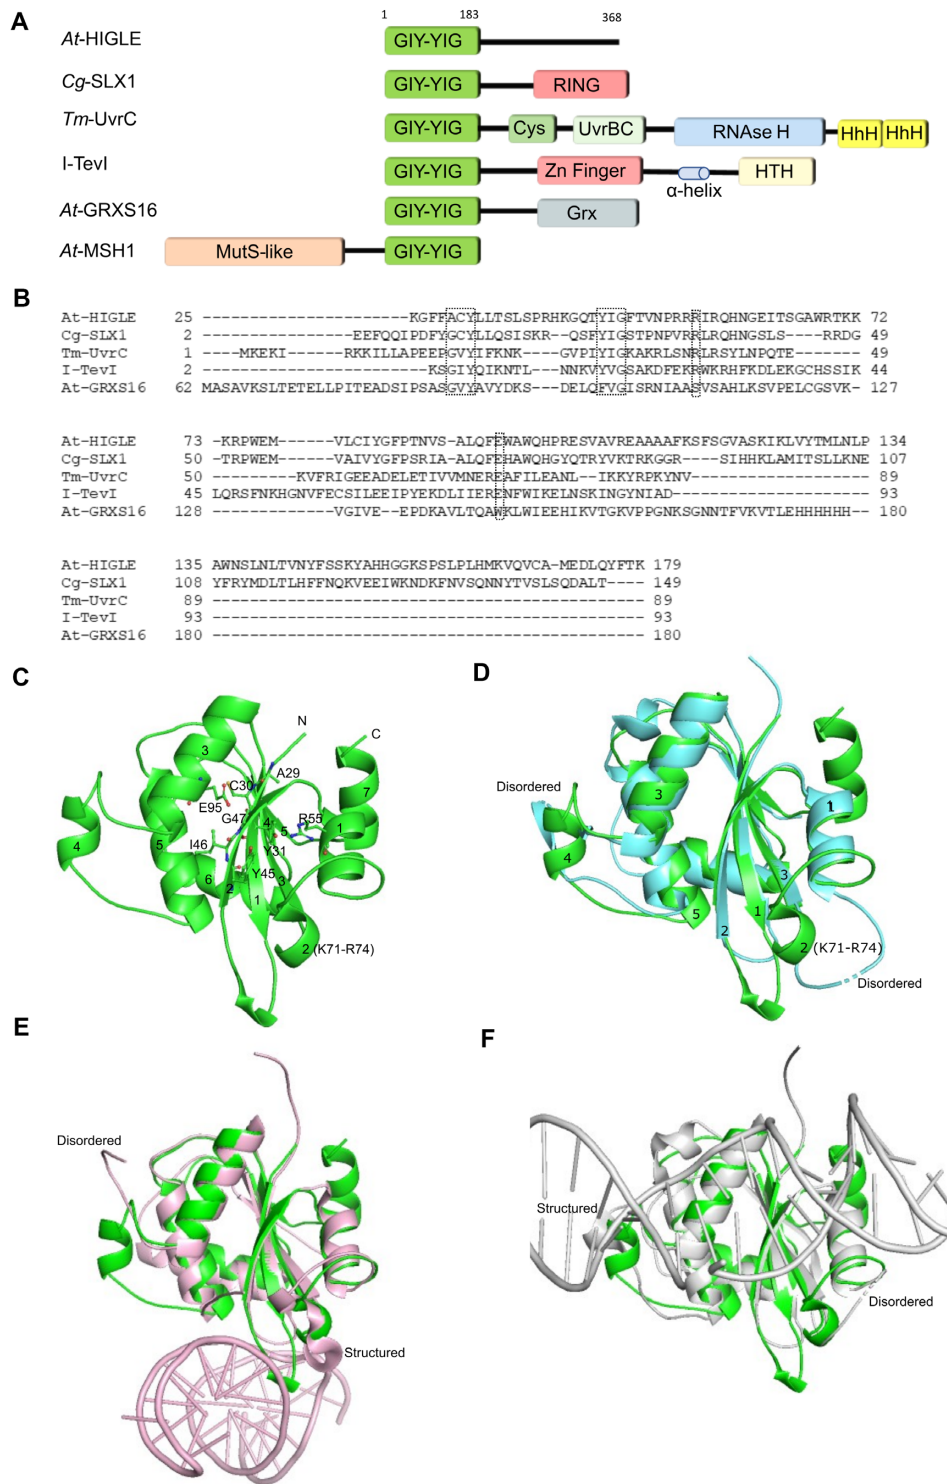 A
1 183 368
At-HIGLE GIY-YIG
Cg-SLX1 GIY-YIG RING
Tm-UvrC GIY-YIG Cys UvrBC RNAse H HhH HhH
I-TevI GIY-YIG Zn Finger α-helix HTH
At-GRXS16 GIY-YIG Grx
At-MSH1 MutS-like GIY-YIG
B
At-HIGLE 25 ----------------------KGFFACYLLTSLSPRHKGQTYIGFTVNPRRRIRQHNGEITSGAWRTKK 72
Cg-SLX1 2 ----------------EEFQQIPDFYGCYLLQSISKR--QSFYIGSTPNPVRRLRQHNGSLS---RRDG 49
Tm-UvrC 1 ----MKEKI-------RKKILLAPEEPGVYIFKNK----GVPIYIGKAKRLSNRLRSYLNPQTE----- 49
I-TevI 2 ------------------------KSGIYQIKNTL---NNKVYVGSAKDFEKRWKRHFKDLEKGCHSSIK 44
At-GRXS16 62 MASAVKSLTETELLPITEADSIPSASGVYAVYDKS---DELQFVGISRNIAASVSAHLKSVPELCGSVK- 127
At-HIGLE 73 -KRPWEM------VLCIYGFPTNVS-ALQFEWAWQHPRESVAVREAAAAFKSFSGVASKIKLVYTMLNLP 134
Cg-SLX1 50 -TRPWEM------VAIVYGFPSRIA-ALQFEWAWQHGYQTRYVKTRKGGR----SIHHKLAMITSLLKNE 107
Tm-UvrC 50 ---------KVFRIGEEADELETIVVMNEREAFILEANL---IKKYRPKYNV------------------ 89
I-TevI 45 LQRSFNKHGNVFECSILEEIPYEKDLIIERENFWIKELNSKINGYNIAD--------------------- 93
At-GRXS16 128 -------------VGIVE--EPDKAVLTQAWKLWIEEHIKVTGKVPPGNKSGNNTFVKVTLEHHHHHH-- 180
At-HIGLE 135 AWNSLNLTVNYFSSKYAHHGGKSPSLPLHMKVQVCA-MEDLQYFTK 179
Cg-SLX1 108 YFRYMDLTLHFFNQKVEEIWKNDKFNVSQNNYTVSLSQDALT---- 149
Tm-UvrC 89 ---------------------------------------------- 89
I-TevI 93 ---------------------------------------------- 93
At-GRXS16 180 ---------------------------------------------- 180
C
N
C
3
A29
C30
E95
7
G47
4
5
R55
1
4
5
I46
Y31
6
2
Y45
3
1
2 (K71-R74)
D
Disordered
3
1
4
3
5
1
2
2 (K71-R74)
Disordered
E
Disordered
Structured
F
Structured
Disordered